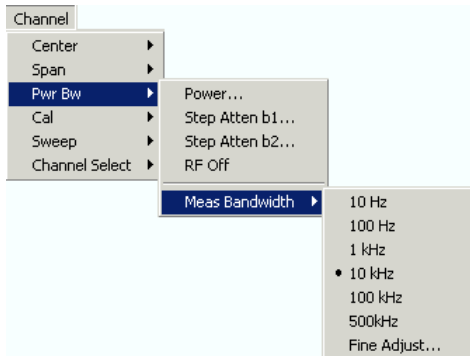 Channel
Center
Span
Pwr Bw
Cal
Sweep
Channel Select
Power...
Step Atten b1...
Step Atten b2...
RF Off
Meas Bandwidth
10 Hz
100 Hz
1 kHz
10 kHz
100 kHz
500kHz
Fine Adjust...